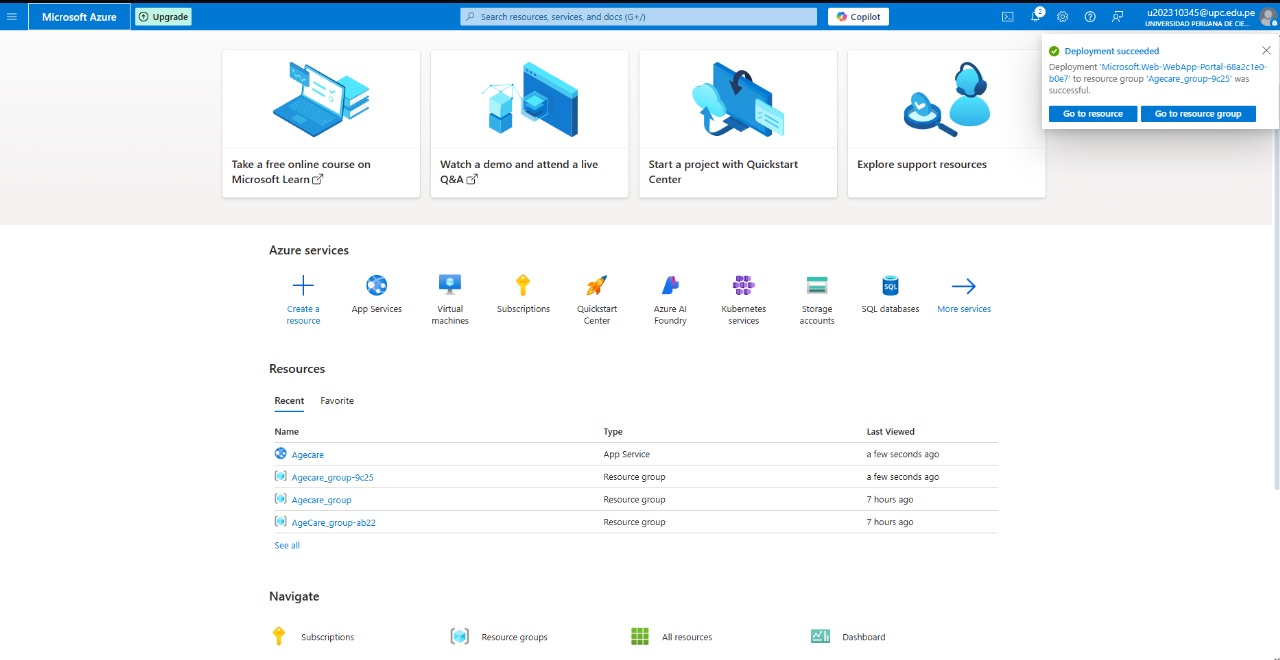 Microsoft Azure
Upgrade
Search resources, services, and docs (G+/)
Copilot
2
u202310345@upc.edu.pe
UNIVERSIDAD PERUANA DE CIE...
Deployment succeeded
Deployment 'Microsoft.Web-WebApp-Portal-68a2c1e0-
b0e7' to resource group 'Agecare_group-9c25' was
successful.
Go to resource
Go to resource group
Take a free online course on
Microsoft Learn
Watch a demo and attend a live
Q&A
Start a project with Quickstart
Center
Explore support resources
Azure services
Create a
resource
App Services
Virtual
machines
Subscriptions
Quickstart
Center
Azure AI
Foundry
Kubernetes
services
Storage
accounts
SQL
SQL databases
More services
Resources
Recent
Favorite
Name Type Last Viewed
Agecare App Service a few seconds ago
Agecare_group-9c25 Resource group a few seconds ago
Agecare_group Resource group 7 hours ago
AgeCare_group-ab22 Resource group 7 hours ago
See all
Navigate
Subscriptions
Resource groups
All resources
Dashboard